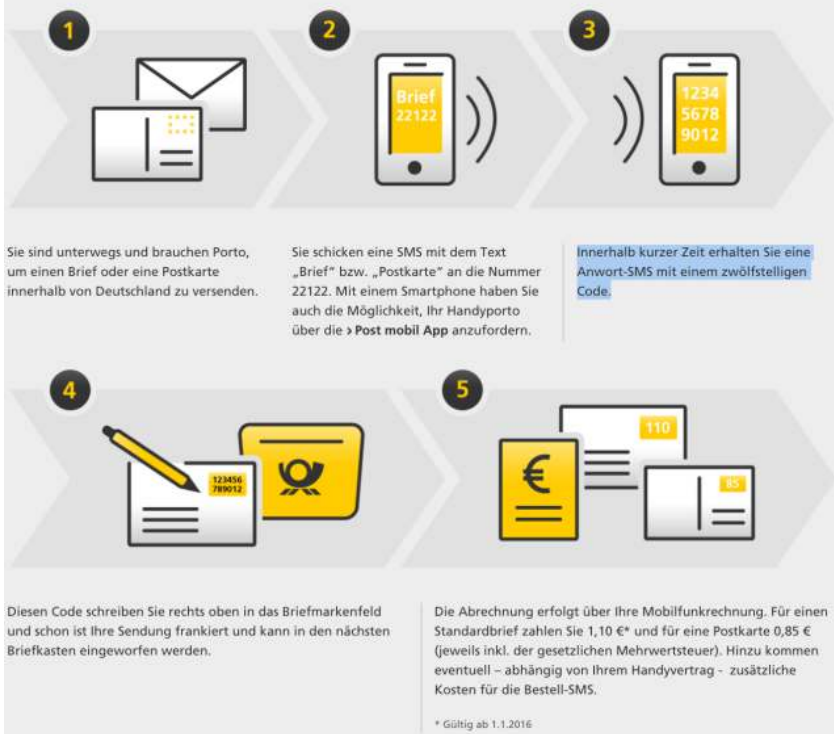 1
2
3
Brief
22122
1234
5678
9012
Sie sind unterwegs und brauchen Porto,
um einen Brief oder eine Postkarte
innerhalb von Deutschland zu versenden.
Sie schicken eine SMS mit dem Text
„Brief" bzw. „Postkarte" an die Nummer
22122. Mit einem Smartphone haben Sie
auch die Möglichkeit, Ihr Handyporto
über die › Post mobil App anzufordern.
Innerhalb kurzer Zeit erhalten Sie eine
Anwort-SMS mit einem zwölfstelligen
Code.
4
5
123456
789012
€
110
85
Diesen Code schreiben Sie rechts oben in das Briefmarkenfeld
und schon ist Ihre Sendung frankiert und kann in den nächsten
Briefkasten eingeworfen werden.
Die Abrechnung erfolgt über Ihre Mobilfunkrechnung. Für einen
Standardbrief zahlen Sie 1,10 €* und für eine Postkarte 0,85 €
(jeweils inkl. der gesetzlichen Mehrwertsteuer). Hinzu kommen
eventuell – abhängig von Ihrem Handyvertrag - zusätzliche
Kosten für die Bestell-SMS.
* Gültig ab 1.1.2016